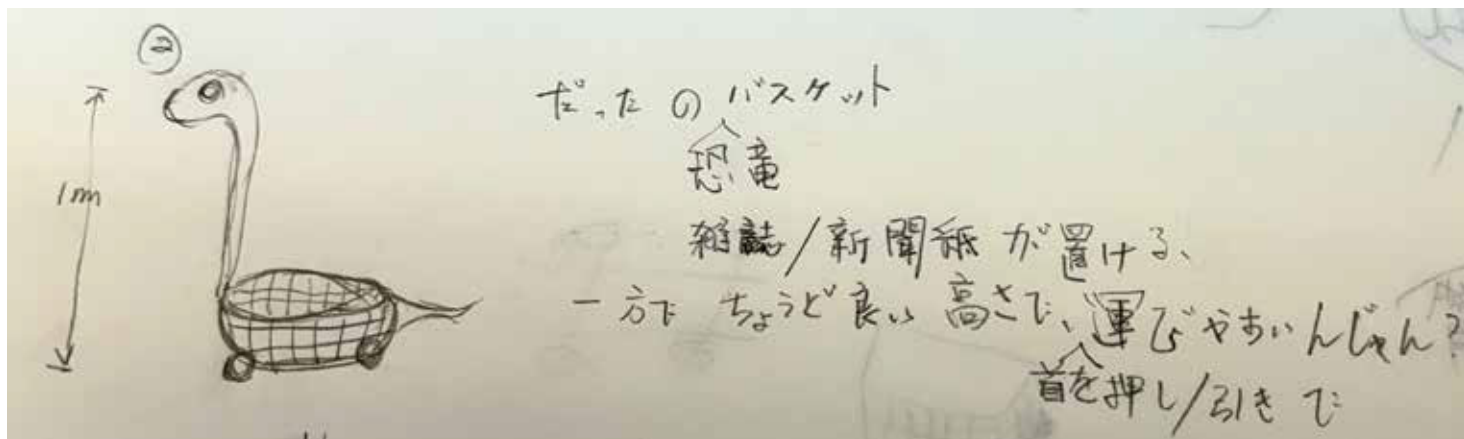 ②
1m
だったのバスケット
恐竜
雑誌/新聞紙が置ける、
一方で ちょうど良い高さで、運びやすいんじゃん?
首を押し/引きで